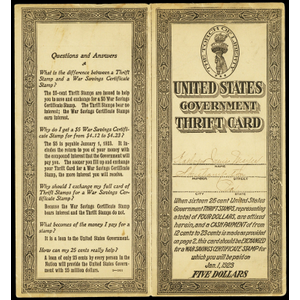 Questions and Answers
What is the difference between a Thrift
Stamp and a War Savings Certificate
Stamp?
The 25-cent Thrift Stamps are issued to help
you to save and exchange for a $5 War Savings
Certificate. The Thrift Stamps bear no
interest. The War Savings Certificate Stamps
earn interest.
Why do I get a $5 War Savings Certificate
Stamp for from $4.12 to $4.23?
The $5 is payable January 1, 1923. It includes
the return to you of your money with
the compound interest that the Government will
pay you. The manner you fill up and exchange
your Thrift Card for the War Savings Certificate
Stamp, the more interest you will receive.
Why should I exchange my full card of
Thrift Stamps for a War Savings Certificate
Stamp?
Because the War Savings Certificate Stamps
bear interest and the Thrift Stamps do not.
What becomes of the money I pay for a
stamp?
It is a loan to the United States Government.
How can my 25 cents really help?
A loan of only 25 cents by every person in the
Nation will provide the United States Government
with 25 million dollars.
UNITED STATES
GOVERNMENT
THRIFT CARD
CITY
STATE
When sixteen 25-cent United States
Government THRIFT STAMPS, representing a
total of FOUR DOLLARS, are affixed
herein, and a CASH PAYMENT of from
12 cents to 23 cents is made as provided
on page 2, this card should be EXCHANGED
for a WAR SAVINGS CERTIFICATE STAMP for
which you will be paid on
Jan. 1, 1923
FIVE DOLLARS